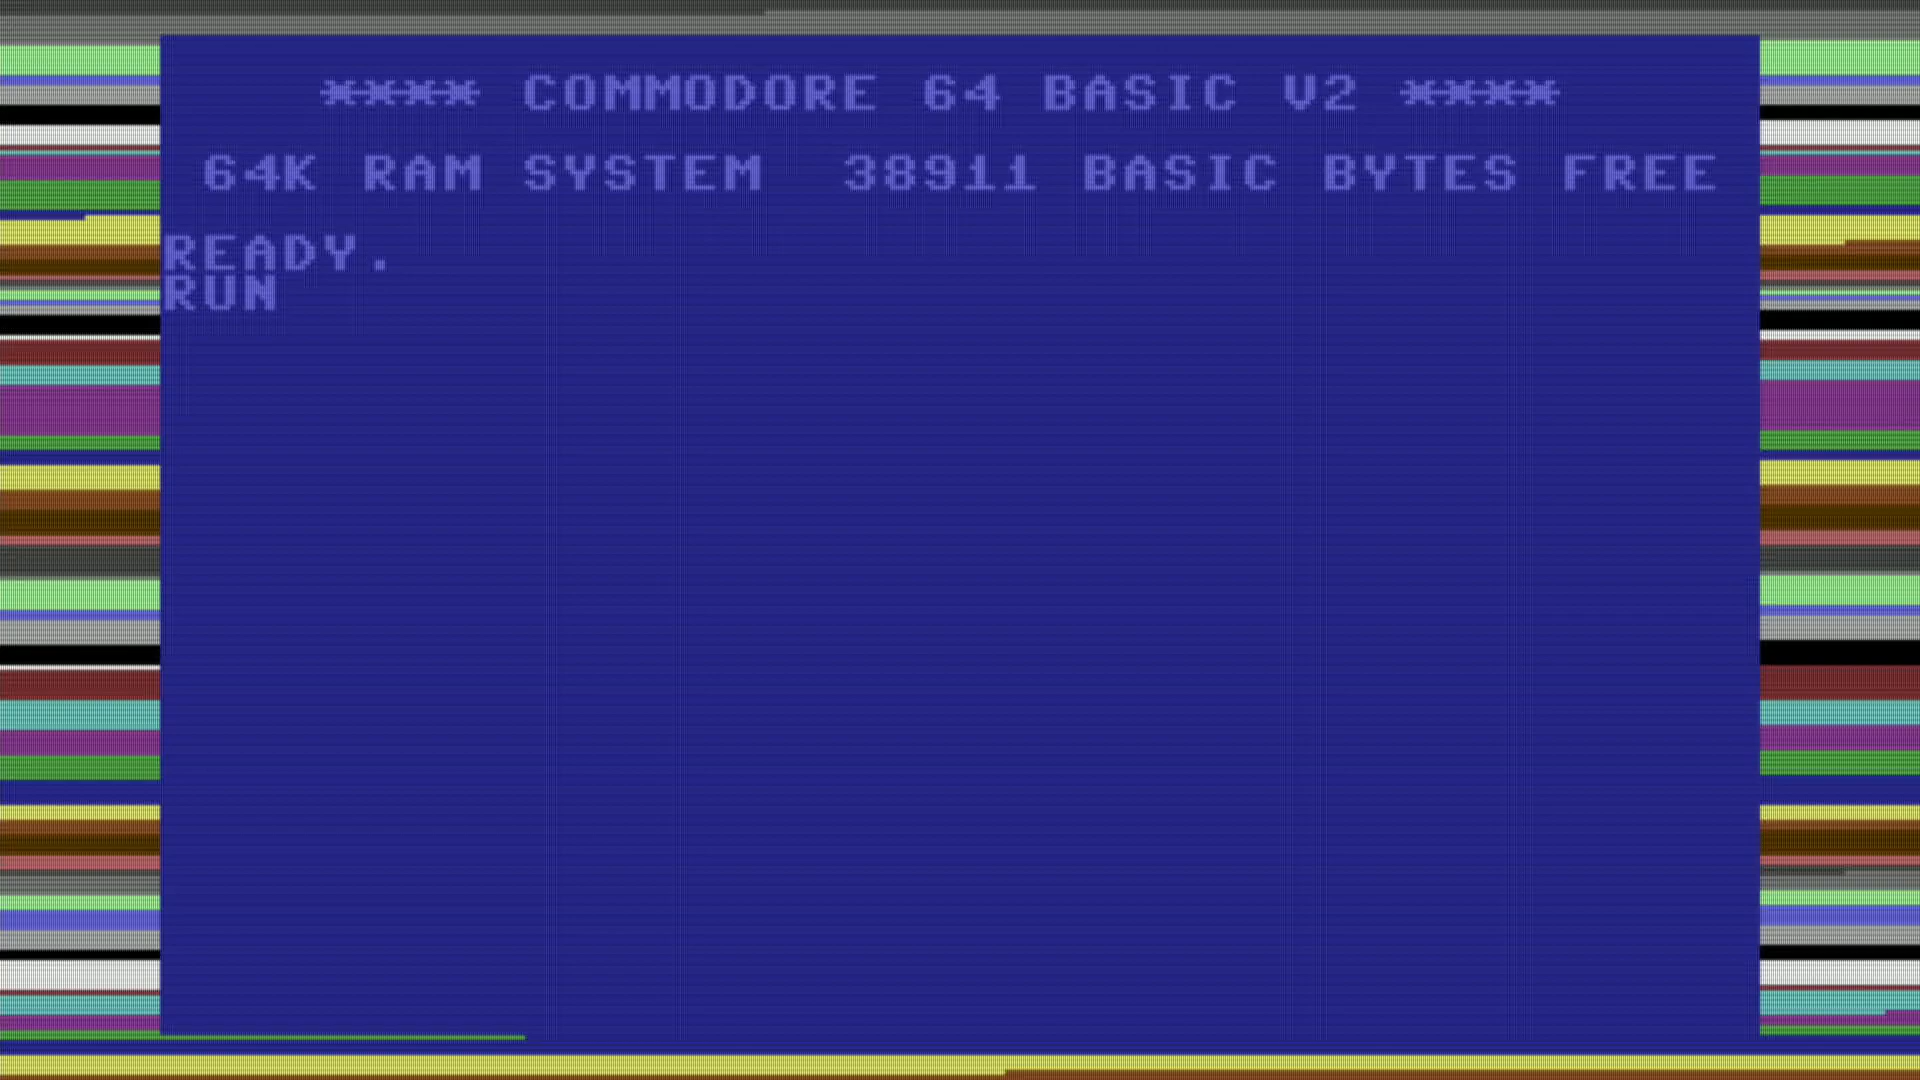 **** COMMODORE 64 BASIC V2 ****
64K RAM SYSTEM  38911 BASIC BYTES FREE
READY.
RUN